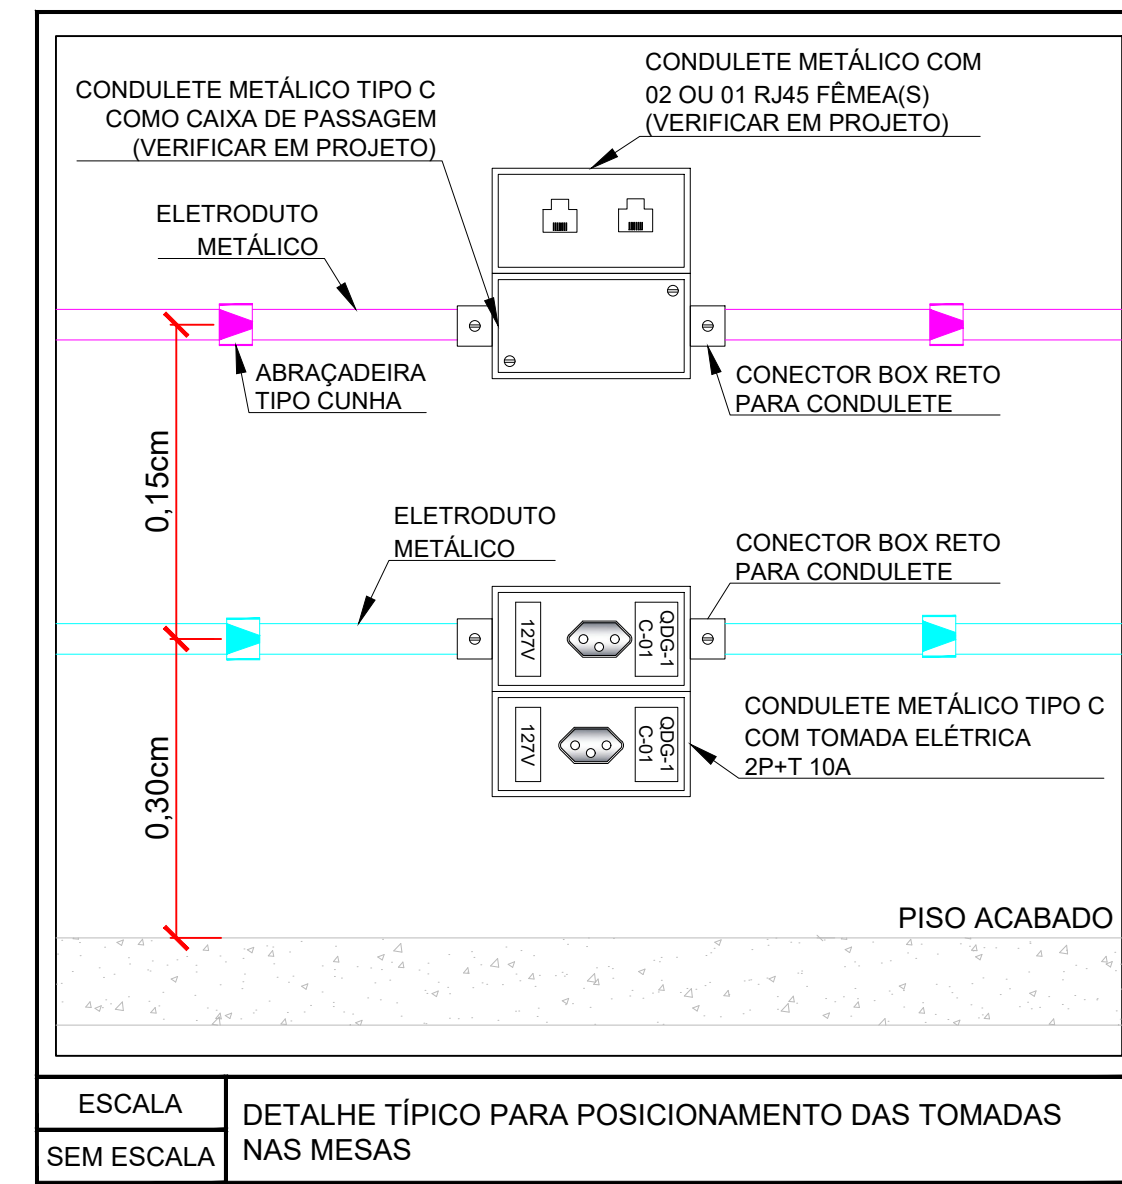 CONDULETE METÁLICO TIPO C
COMO CAIXA DE PASSAGEM
(VERIFICAR EM PROJETO)
CONDULETE METÁLICO COM
02 OU 01 RJ45 FÊMEA(S)
(VERIFICAR EM PROJETO)
ELETRODUTO
METÁLICO
ABRAÇADEIRA
TIPO CUNHA
CONECTOR BOX RETO
PARA CONDULETE
0,15cm
ELETRODUTO
METÁLICO
CONECTOR BOX RETO
PARA CONDULETE
127V
QDG-1
C-01
127V
QDG-1
C-01
CONDULETE METÁLICO TIPO C
COM TOMADA ELÉTRICA
2P+T 10A
0,30cm
PISO ACABADO
ESCALA
SEM ESCALA
DETALHE TÍPICO PARA POSICIONAMENTO DAS TOMADAS
NAS MESAS